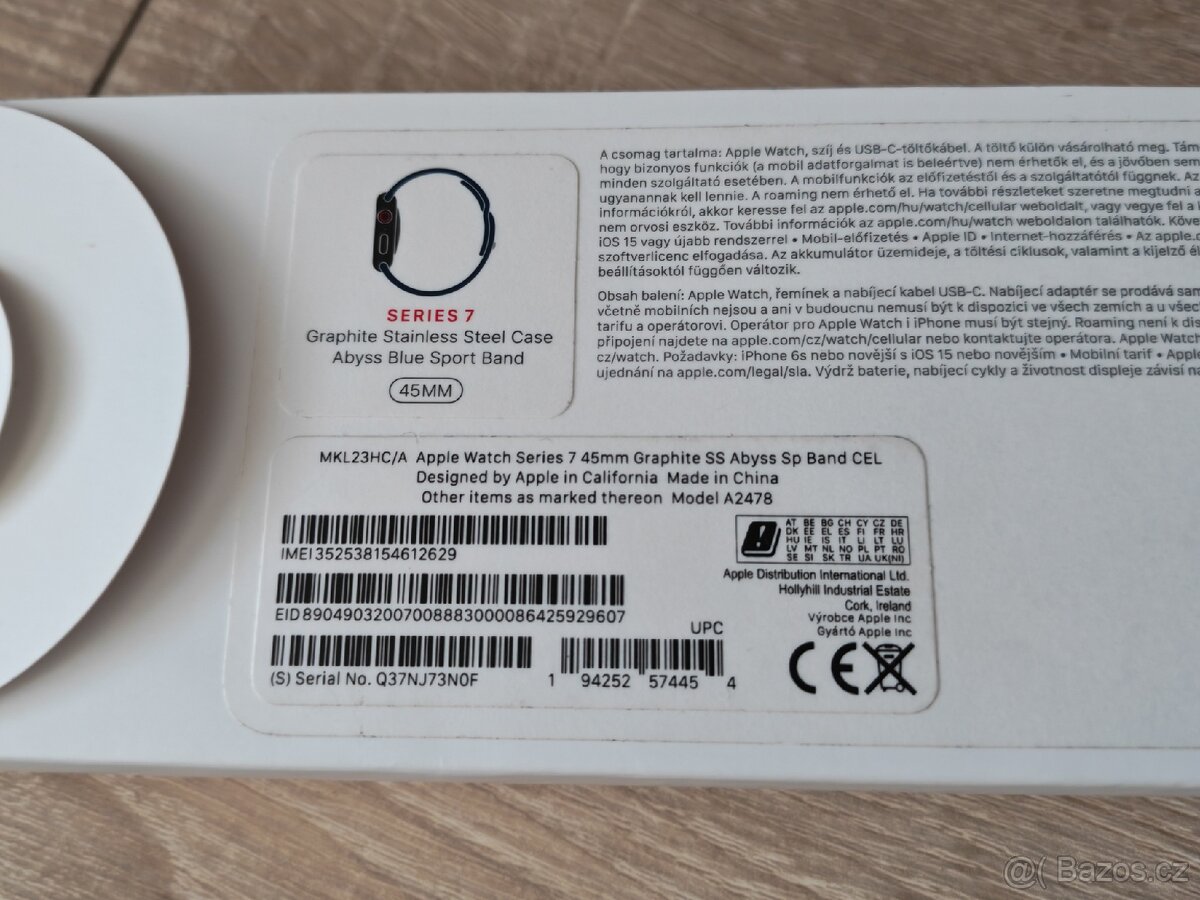 SERIES 7
Graphite Stainless Steel Case
Abyss Blue Sport Band
45MM
A csomag tartalma: Apple Watch, szíj és USB-C-töltőkábel. A töltő külön vásárolható meg. Tám
hogy bizonyos funkciók (a mobil adatforgalmat is beleértve) nem érhetők el, és a jövőben sem
minden szolgáltató esetében. A mobilfunkciók az előfizetéstől és a szolgáltatótól függnek. Az
ugyanannak kell lennie. A roaming nem érhető el. Ha további részleteket szeretne megtudni a
információkról, akkor keresse fel az apple.com/hu/watch/cellular weboldalt, vagy vegye fel a
nem orvosi eszköz. További információk az apple.com/hu/watch weboldalon találhatók. Köve
iOS 15 vagy újabb rendszerrel • Mobil-előfizetés • Apple ID • Internet-hozzáférés • Az apple.c
szoftverlicenc elfogadása. Az akkumulátor üzemideje, a töltési ciklusok, valamint a kijelző él
beállításoktól függően változik.
Obsah balení: Apple Watch, řemínek a nabíjecí kabel USB-C. Nabíjecí adaptér se prodává sam
včetně mobilních nejsou a ani v budoucnu nemusí být k dispozici ve všech zemích a u všec
tarifu a operátorovi. Operátor pro Apple Watch i iPhone musí být stejný. Roaming není k dis
připojení najdete na apple.com/cz/watch/cellular nebo kontaktujte operátora. Apple Watch
cz/watch. Požadavky: iPhone 6s nebo novější s iOS 15 nebo novějším • Mobilní tarif • Apple
ujednání na apple.com/legal/sla. Výdrž baterie, nabíjecí cykly a životnost displeje závisí na
MKL23HC/A Apple Watch Series 7 45mm Graphite SS Abyss Sp Band CEL
Designed by Apple in California Made in China
Other items as marked thereon Model A2478
IMEI 352538154612629
EID 89049032007008883000086425929607
(S) Serial No. Q37NJ73N0F
UPC
1 94252 57445 4
AT BE BG CH CY CZ DE
DK EE EL ES FI FR HR
HU IE IS IT LI LT LU
LV MT NL NO PL PT RO
SE SI SK TR UA UK(NI)
Apple Distribution International Ltd.
Hollyhill Industrial Estate
Cork, Ireland
Výrobce Apple Inc
Gyártó Apple Inc
CE
@( Bazos.cz